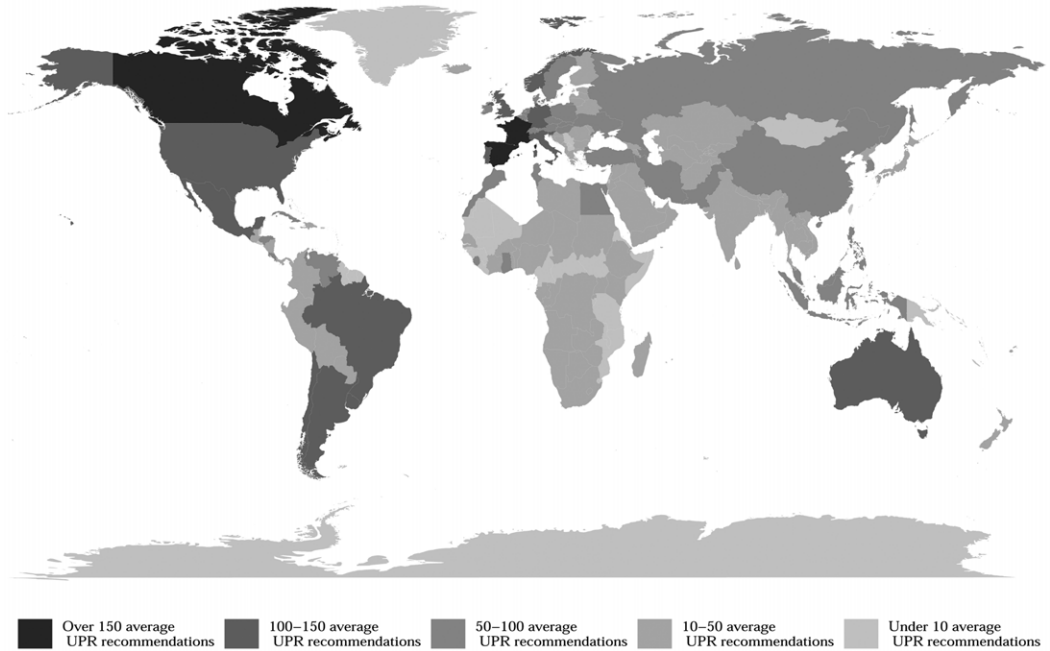 Over 150 average
UPR recommendations
100–150 average
UPR recommendations
50–100 average
UPR recommendations
10–50 average
UPR recommendations
Under 10 average
UPR recommendations